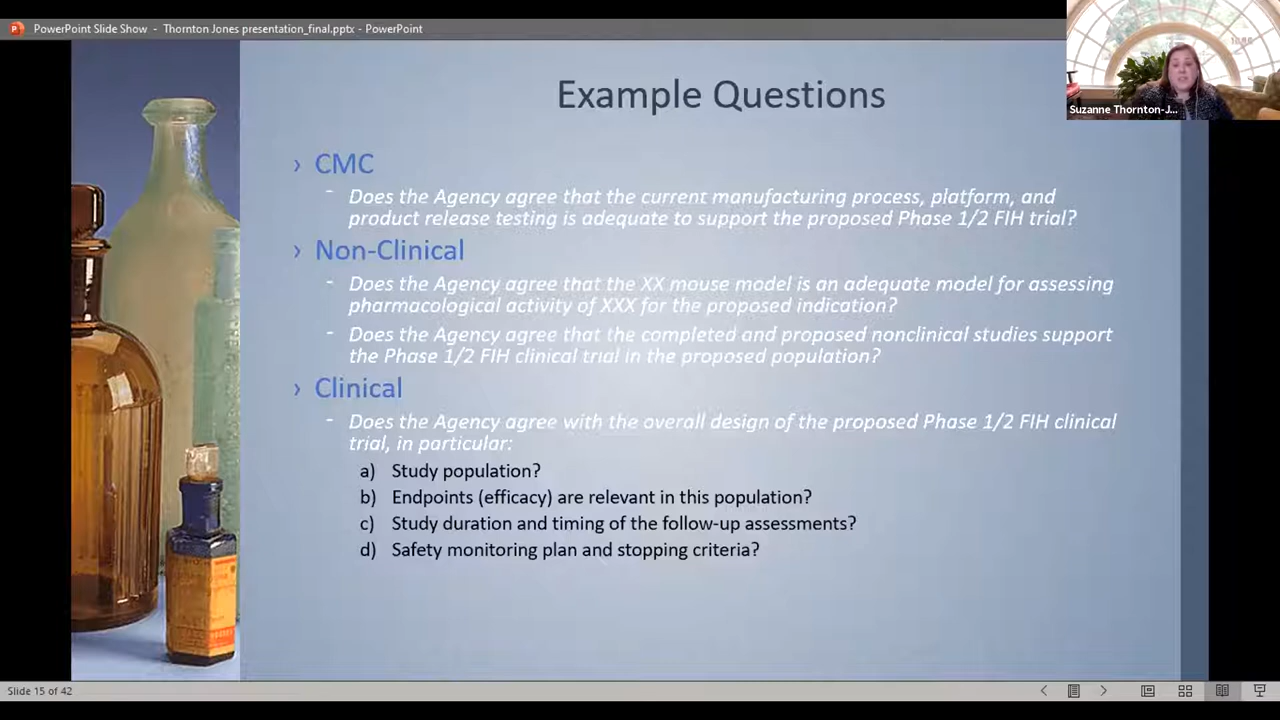 PowerPoint Slide Show - Thornton Jones presentation_final.pptx - PowerPoint
Suzanne Thornton-J...
Example Questions
› CMC
- Does the Agency agree that the current manufacturing process, platform, and
product release testing is adequate to support the proposed Phase 1/2 FIH trial?
› Non-Clinical
- Does the Agency agree that the XX mouse model is an adequate model for assessing
pharmacological activity of XXX for the proposed indication?
- Does the Agency agree that the completed and proposed nonclinical studies support
the Phase 1/2 FIH clinical trial in the proposed population?
› Clinical
- Does the Agency agree with the overall design of the proposed Phase 1/2 FIH clinical
trial, in particular:
a) Study population?
b) Endpoints (efficacy) are relevant in this population?
c) Study duration and timing of the follow-up assessments?
d) Safety monitoring plan and stopping criteria?
Slide 15 of 42